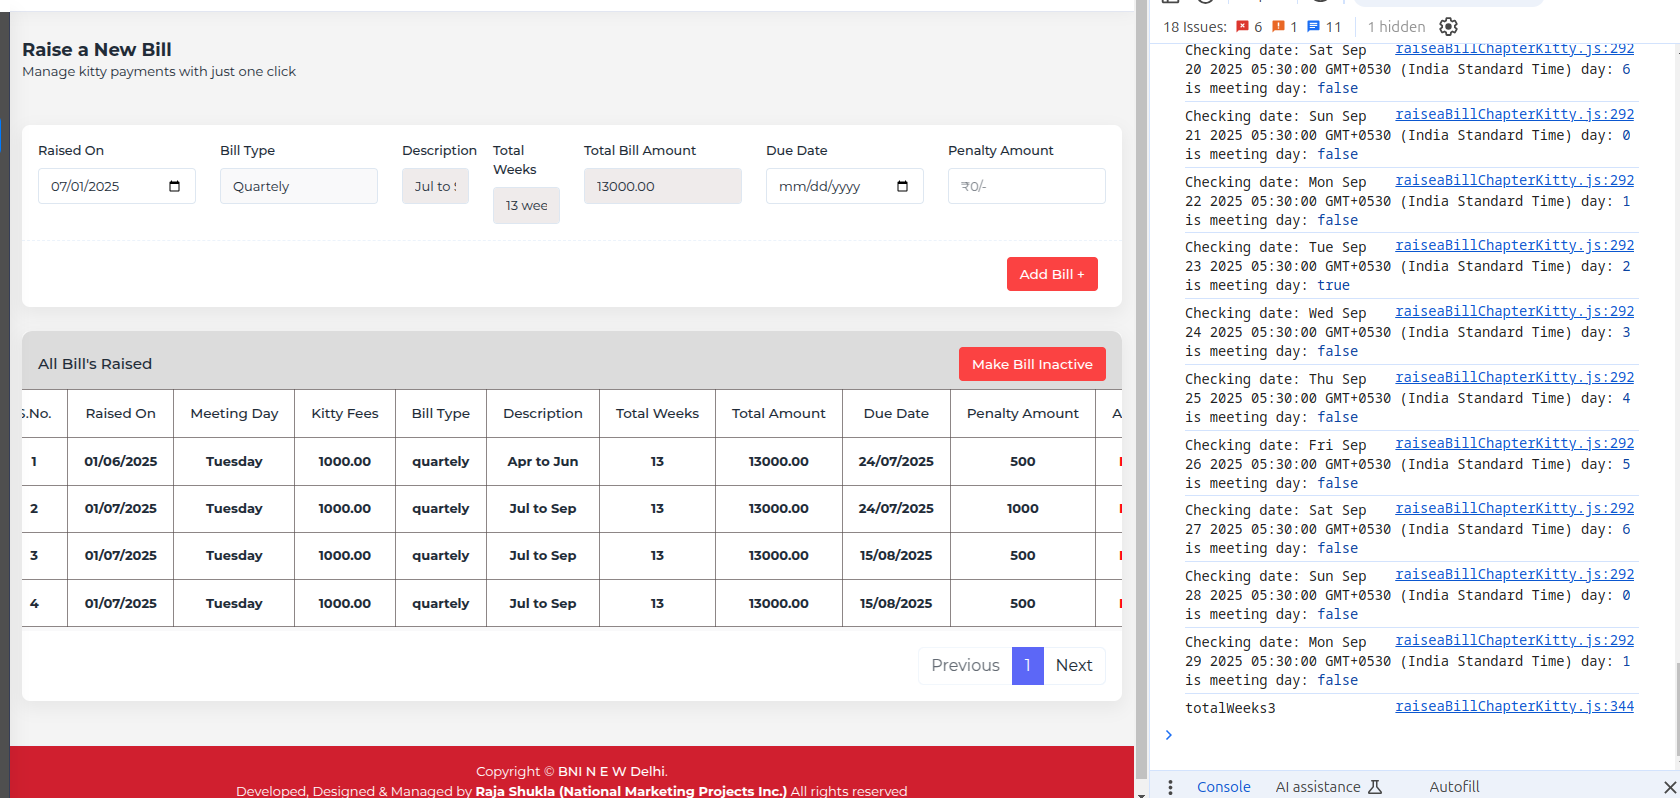 Raise a New Bill
Manage kitty payments with just one click
Raised On
Bill Type
Description
Total Weeks
Total Bill Amount
Due Date
Penalty Amount
07/01/2025
Quartely
Jul to
13 wee
13000.00
mm/dd/yyyy
₹0/-
Add Bill +
All Bill's Raised
Make Bill Inactive
S.No. Raised On Meeting Day Kitty Fees Bill Type Description Total Weeks Total Amount Due Date Penalty Amount A
1 01/06/2025 Tuesday 1000.00 quartely Apr to Jun 13 13000.00 24/07/2025 500
2 01/07/2025 Tuesday 1000.00 quartely Jul to Sep 13 13000.00 24/07/2025 1000
3 01/07/2025 Tuesday 1000.00 quartely Jul to Sep 13 13000.00 15/08/2025 500
4 01/07/2025 Tuesday 1000.00 quartely Jul to Sep 13 13000.00 15/08/2025 500
Previous 1 Next
Copyright © BNI N E W Delhi.
Developed, Designed & Managed by Raja Shukla (National Marketing Projects Inc.) All rights reserved
18 Issues: 6 1 11 1 hidden
Checking date: Sat Sep raiseaBillChapterKitty.js:292
20 2025 05:30:00 GMT+0530 (India Standard Time) day: 6
is meeting day: false
Checking date: Sun Sep raiseaBillChapterKitty.js:292
21 2025 05:30:00 GMT+0530 (India Standard Time) day: 0
is meeting day: false
Checking date: Mon Sep raiseaBillChapterKitty.js:292
22 2025 05:30:00 GMT+0530 (India Standard Time) day: 1
is meeting day: false
Checking date: Tue Sep raiseaBillChapterKitty.js:292
23 2025 05:30:00 GMT+0530 (India Standard Time) day: 2
is meeting day: true
Checking date: Wed Sep raiseaBillChapterKitty.js:292
24 2025 05:30:00 GMT+0530 (India Standard Time) day: 3
is meeting day: false
Checking date: Thu Sep raiseaBillChapterKitty.js:292
25 2025 05:30:00 GMT+0530 (India Standard Time) day: 4
is meeting day: false
Checking date: Fri Sep raiseaBillChapterKitty.js:292
26 2025 05:30:00 GMT+0530 (India Standard Time) day: 5
is meeting day: false
Checking date: Sat Sep raiseaBillChapterKitty.js:292
27 2025 05:30:00 GMT+0530 (India Standard Time) day: 6
is meeting day: false
Checking date: Sun Sep raiseaBillChapterKitty.js:292
28 2025 05:30:00 GMT+0530 (India Standard Time) day: 0
is meeting day: false
Checking date: Mon Sep raiseaBillChapterKitty.js:292
29 2025 05:30:00 GMT+0530 (India Standard Time) day: 1
is meeting day: false
totalWeeks3 raiseaBillChapterKitty.js:344
Console AI assistance Autofill